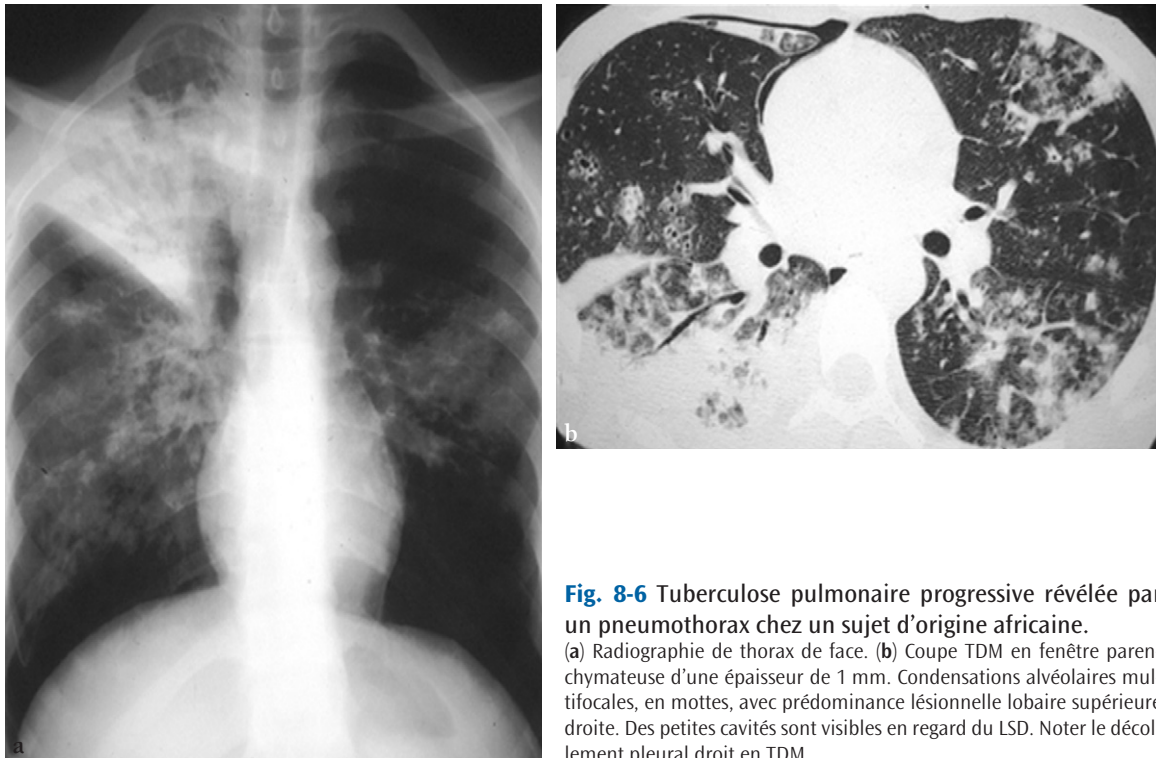 a
b
Fig. 8-6 Tuberculose pulmonaire progressive révélée par
un pneumothorax chez un sujet d’origine africaine.
(a) Radiographie de thorax de face. (b) Coupe TDM en fenêtre paren-
chymateuse d’une épaisseur de 1 mm. Condensations alvéolaires mul-
tifocales, en mottes, avec prédominance lésionnelle lobaire supérieure
droite. Des petites cavités sont visibles en regard du LSD. Noter le décol-
lement pleural droit en TDM